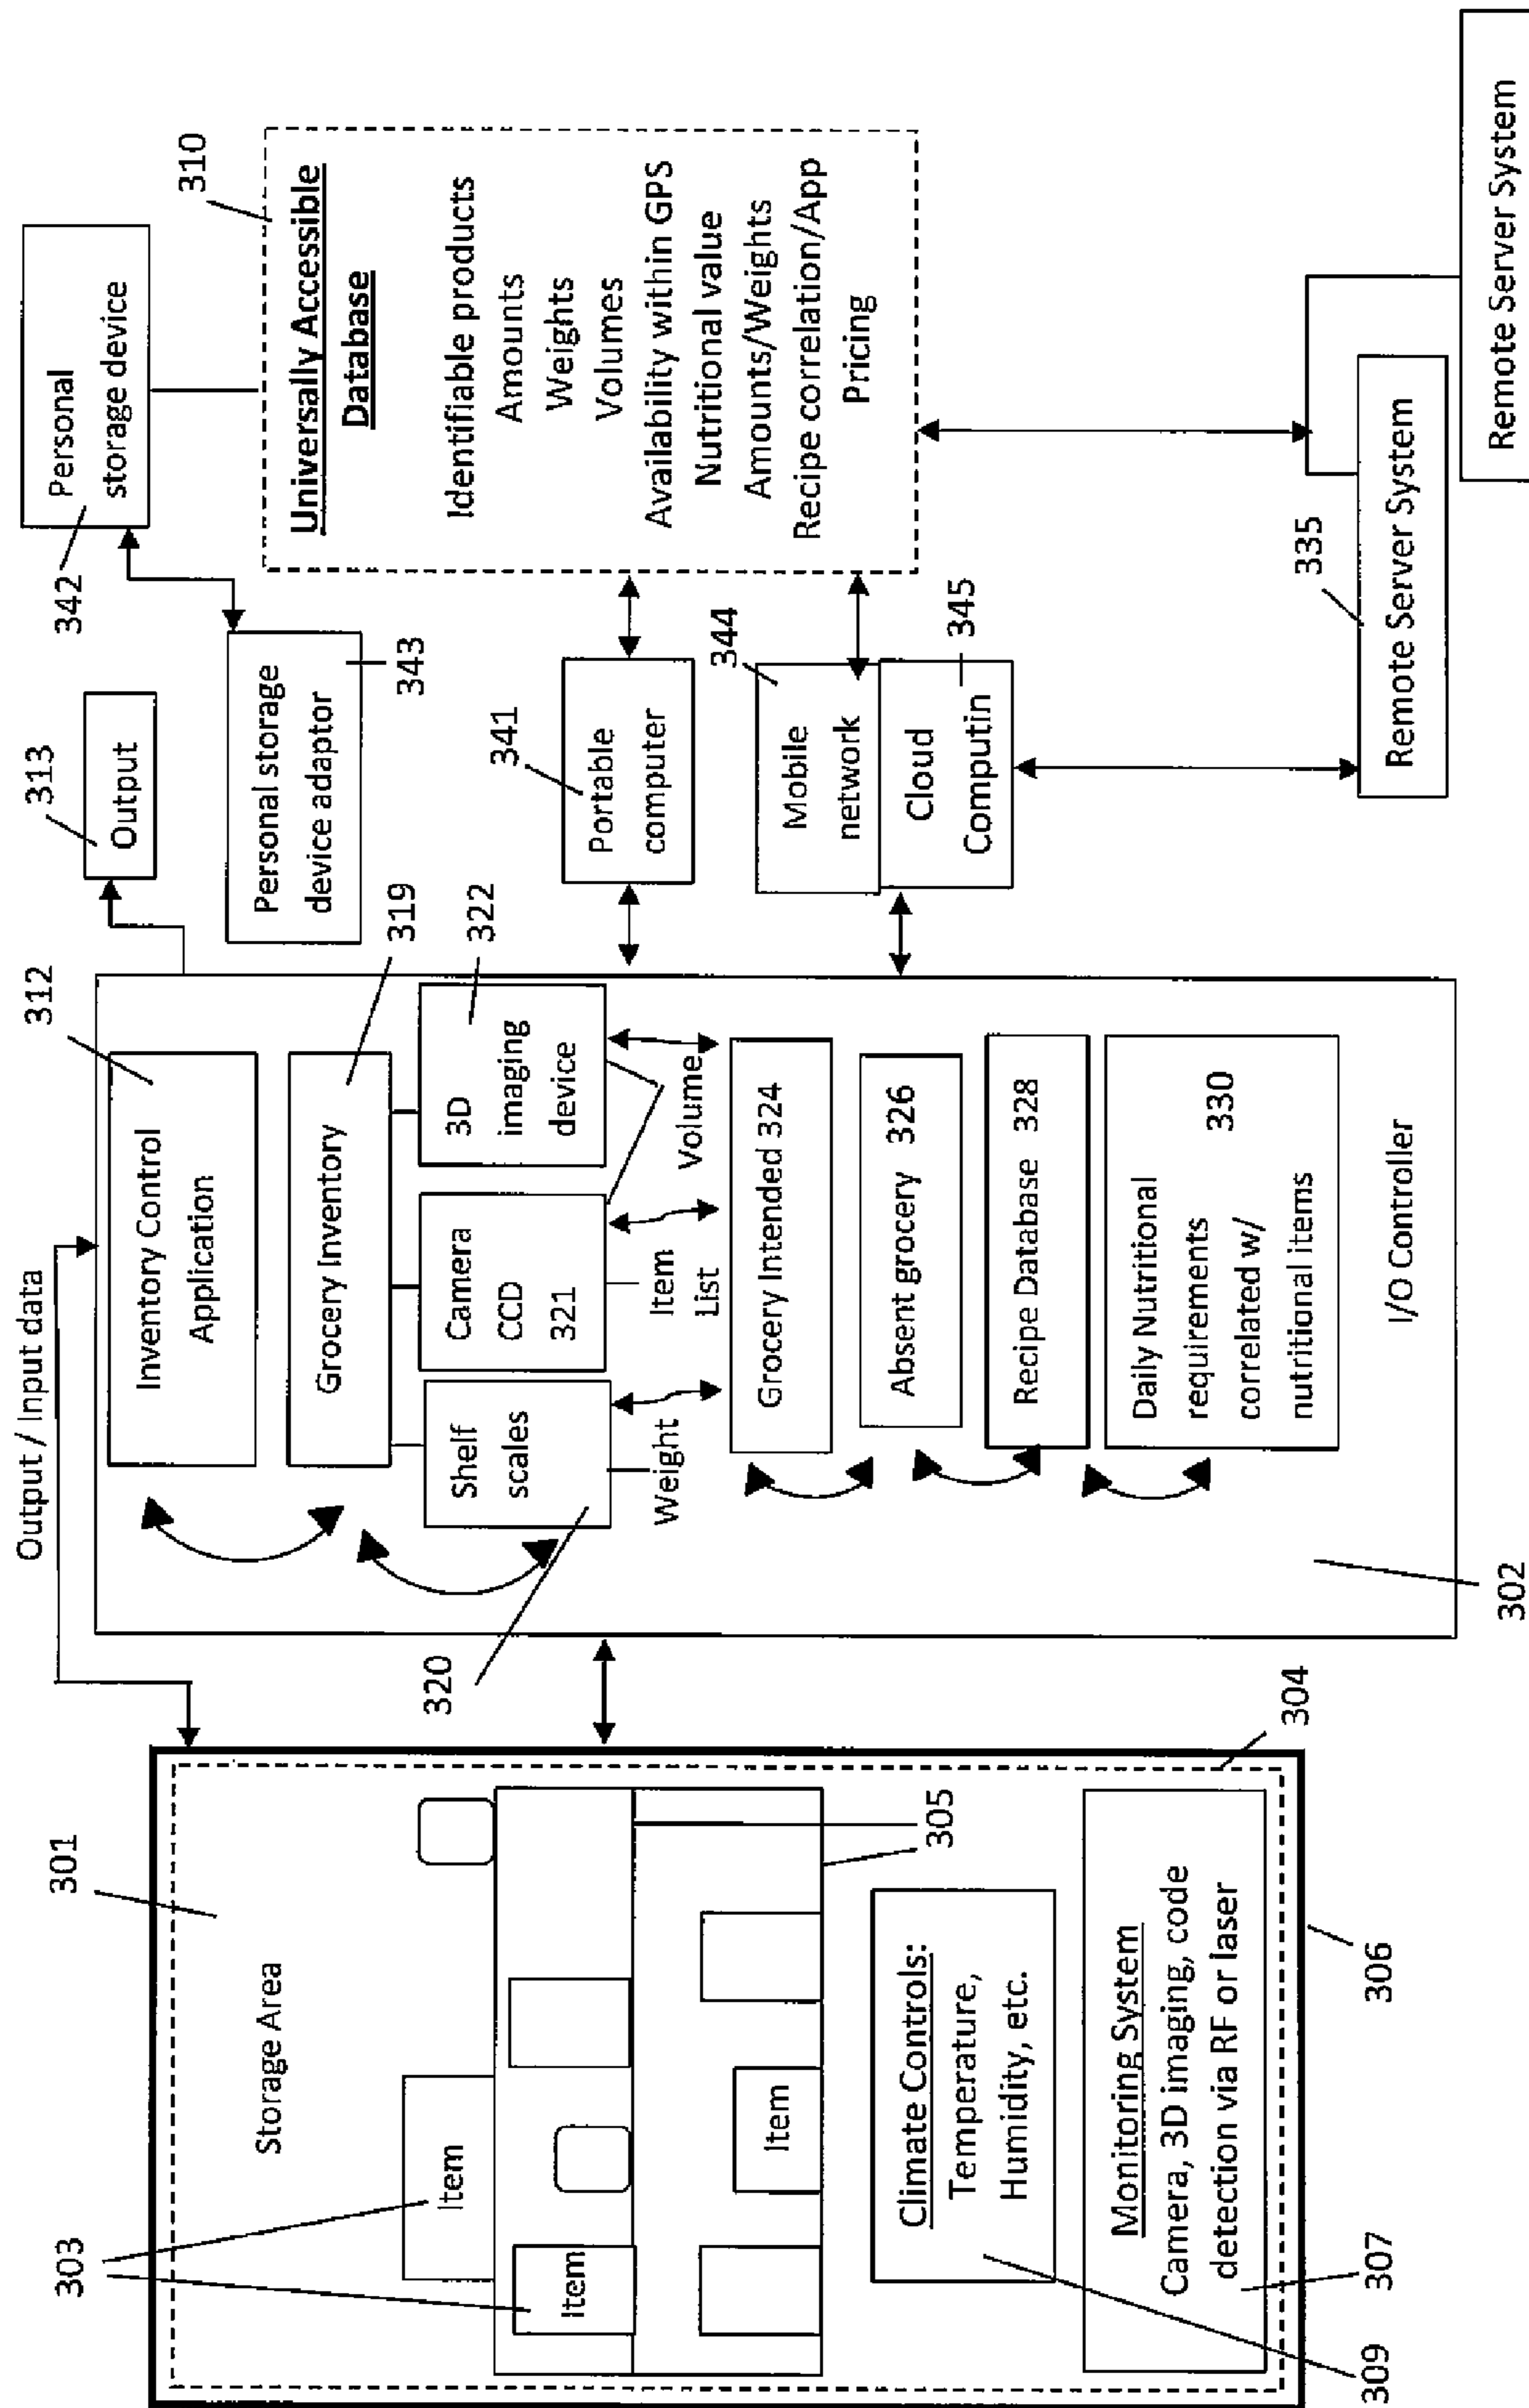 Output / Input data
301
Storage Area
303
Item
Item
Item
305
Climate Controls:
Temperature,
Humidity, etc.
309
Monitoring System
Camera, 3D imaging, code
detection via RF or laser
307
304
306
312
Inventory Control
Application
319
Grocery Inventory
320
Shelf
scales
Camera
CCD
321
322
3D
imaging
device
Weight
Item
List
Volume
Grocery Intended 324
Absent grocery 326
Recipe Database 328
Daily Nutritional
requirements
correlated w/
nutritional items
330
I/O Controller
302
313
Output
342
Personal
storage device
Personal storage
device adaptor
343
341
Portable
computer
344
Mobile
network
Cloud
Computin
345
310
Universally Accessible
Database
Identifiable products
Amounts
Weights
Volumes
Availability within GPS
Nutritional value
Amounts/Weights
Recipe correlation/App
Pricing
335
Remote Server System
Remote Server System